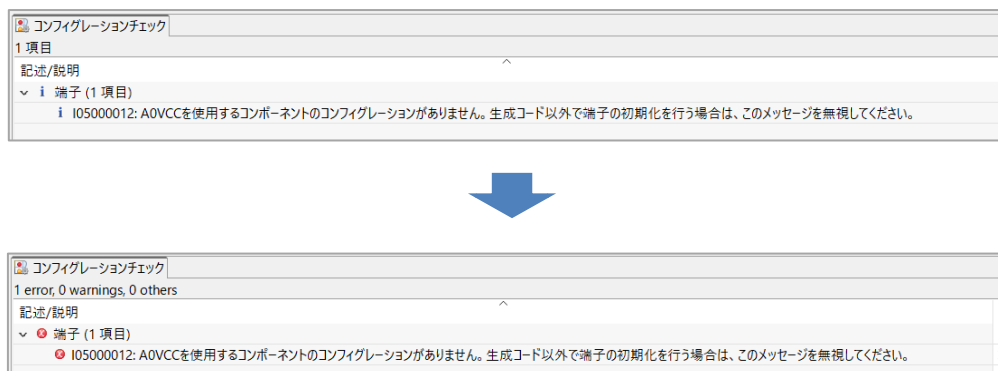 コンフィグレーションチェック
1 項目
記述/説明
i 端子 (1 項目)
i I05000012: A0VCCを使用するコンポーネントのコンフィグレーションがありません。生成コード以外で端子の初期化を行う場合は、このメッセージを無視してください。
コンフィグレーションチェック
1 error, 0 warnings, 0 others
記述/説明
端子 (1 項目)
I05000012: A0VCCを使用するコンポーネントのコンフィグレーションがありません。生成コード以外で端子の初期化を行う場合は、このメッセージを無視してください。